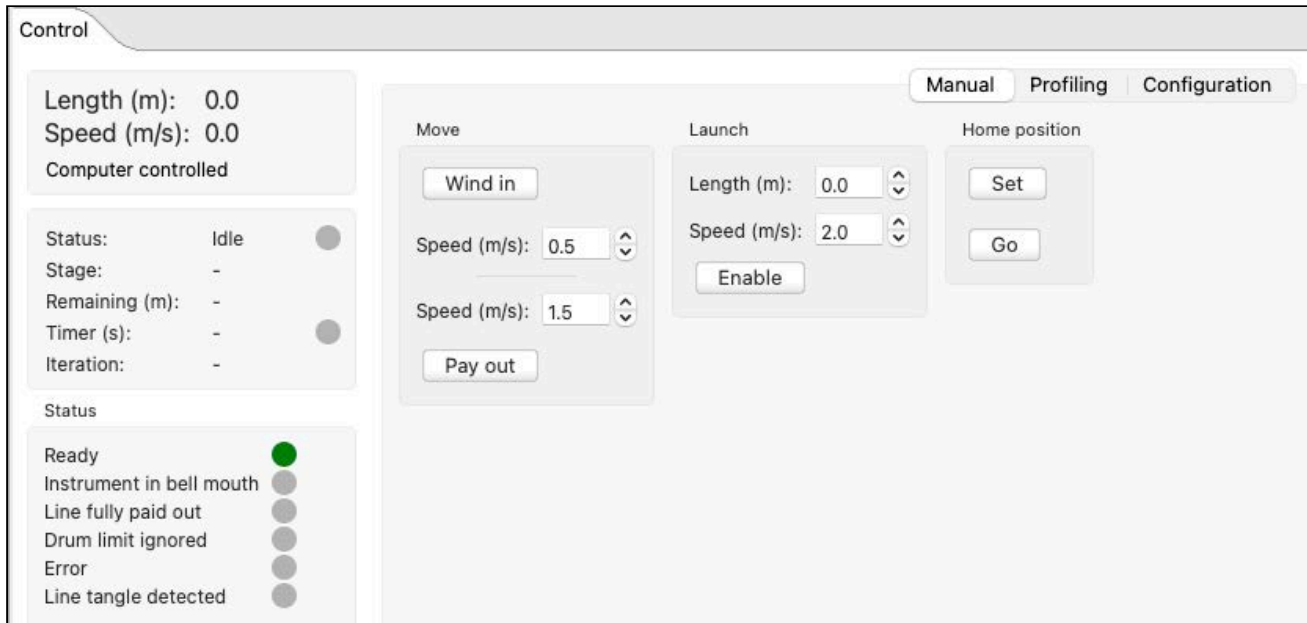 Control
Length (m): 0.0
Speed (m/s): 0.0
Computer controlled
Status: Idle
Stage: -
Remaining (m): -
Timer (s): -
Iteration: -
Status
Ready
Instrument in bell mouth
Line fully paid out
Drum limit ignored
Error
Line tangle detected
Manual Profiling Configuration
Move
Wind in
Speed (m/s): 0.5
Speed (m/s): 1.5
Pay out
Launch
Length (m): 0.0
Speed (m/s): 2.0
Enable
Home position
Set
Go